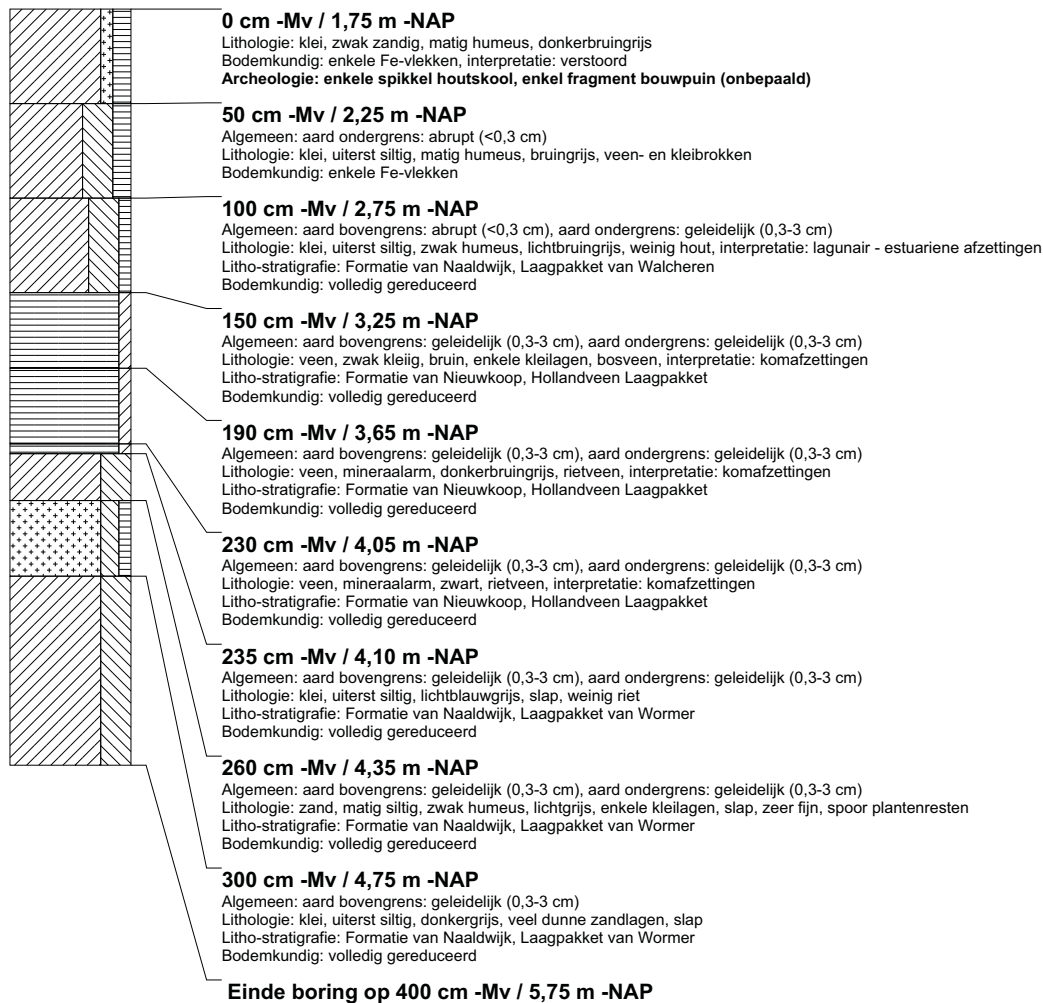 0 cm -Mv / 1,75 m -NAP
Lithologie: klei, zwak zandig, matig humeus, donkerbruingrijs
Bodemkundig: enkele Fe-vlekken, interpretatie: verstoord
Archeologie: enkele spikkel houtskool, enkel fragment bouwpuin (onbepaald)
50 cm -Mv / 2,25 m -NAP
Algemeen: aard ondergrens: abrupt (<0,3 cm)
Lithologie: klei, uiterst siltig, matig humeus, bruingrijs, veen- en kleibrokken
Bodemkundig: enkele Fe-vlekken
100 cm -Mv / 2,75 m -NAP
Algemeen: aard bovengrens: abrupt (<0,3 cm), aard ondergrens: geleidelijk (0,3-3 cm)
Lithologie: klei, uiterst siltig, zwak humeus, lichtbruingrijs, weinig hout, interpretatie: lagunair - estuariene afzettingen
Litho-stratigrafie: Formatie van Naaldwijk, Laagpakket van Walcheren
Bodemkundig: volledig gereduceerd
150 cm -Mv / 3,25 m -NAP
Algemeen: aard bovengrens: geleidelijk (0,3-3 cm), aard ondergrens: geleidelijk (0,3-3 cm)
Lithologie: veen, zwak kleiig, bruin, enkele kleilagen, bosveen, interpretatie: komafzettingen
Litho-stratigrafie: Formatie van Nieuwkoop, Hollandveen Laagpakket
Bodemkundig: volledig gereduceerd
190 cm -Mv / 3,65 m -NAP
Algemeen: aard bovengrens: geleidelijk (0,3-3 cm), aard ondergrens: geleidelijk (0,3-3 cm)
Lithologie: veen, mineraalarm, donkerbruingrijs, rietveen, interpretatie: komafzettingen
Litho-stratigrafie: Formatie van Nieuwkoop, Hollandveen Laagpakket
Bodemkundig: volledig gereduceerd
230 cm -Mv / 4,05 m -NAP
Algemeen: aard bovengrens: geleidelijk (0,3-3 cm), aard ondergrens: geleidelijk (0,3-3 cm)
Lithologie: veen, mineraalarm, zwart, rietveen, interpretatie: komafzettingen
Litho-stratigrafie: Formatie van Nieuwkoop, Hollandveen Laagpakket
Bodemkundig: volledig gereduceerd
235 cm -Mv / 4,10 m -NAP
Algemeen: aard bovengrens: geleidelijk (0,3-3 cm), aard ondergrens: geleidelijk (0,3-3 cm)
Lithologie: klei, uiterst siltig, lichtblauwgrijs, slap, weinig riet
Litho-stratigrafie: Formatie van Naaldwijk, Laagpakket van Wormer
Bodemkundig: volledig gereduceerd
260 cm -Mv / 4,35 m -NAP
Algemeen: aard bovengrens: geleidelijk (0,3-3 cm), aard ondergrens: geleidelijk (0,3-3 cm)
Lithologie: zand, matig siltig, zwak humeus, lichtgrijs, enkele kleilagen, slap, zeer fijn, spoor plantenresten
Litho-stratigrafie: Formatie van Naaldwijk, Laagpakket van Wormer
Bodemkundig: volledig gereduceerd
300 cm -Mv / 4,75 m -NAP
Algemeen: aard bovengrens: geleidelijk (0,3-3 cm)
Lithologie: klei, uiterst siltig, donkergrijs, veel dunne zandlagen, slap
Litho-stratigrafie: Formatie van Naaldwijk, Laagpakket van Wormer
Bodemkundig: volledig gereduceerd
Einde boring op 400 cm -Mv / 5,75 m -NAP